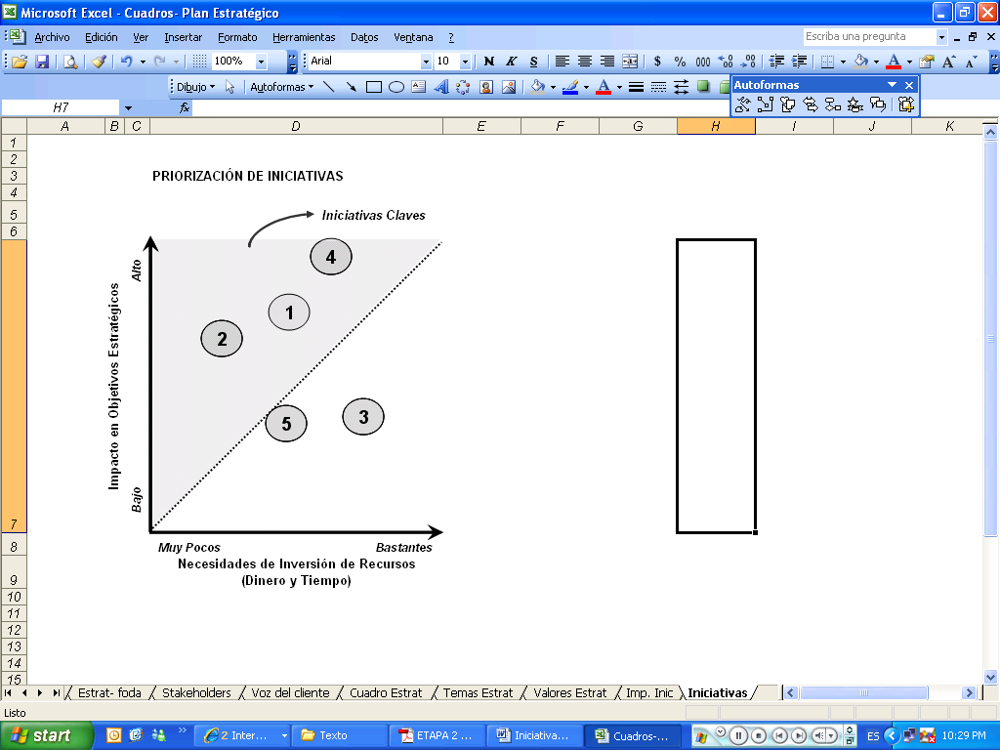 Microsoft Excel - Cuadros- Plan Estratégico
Archivo Edición Ver Insertar Formato Herramientas Datos Ventana ? Escriba una pregunta
100% Arial 10 N K S $ % 000
Dibujo Autoformas
Autoformas
H7 fx
A B C D E F G H I J K
1
2
3
4
5
6
7
8
9
10
11
12
13
14
15
PRIORIZACIÓN DE INICIATIVAS
Iniciativas Claves
4
1
2
5
3
Alto
Impacto en Objetivos Estratégicos
Bajo
Muy Pocos Bastantes
Necesidades de Inversión de Recursos
(Dinero y Tiempo)
Estrat- foda Stakeholders Voz del cliente Cuadro Estrat Temas Estrat Valores Estrat Imp. Inic Iniciativas
Listo
start 2 Inter... Texto ETAPA 2 ... Iniciativa... Cuadros-... ES 10:29 PM